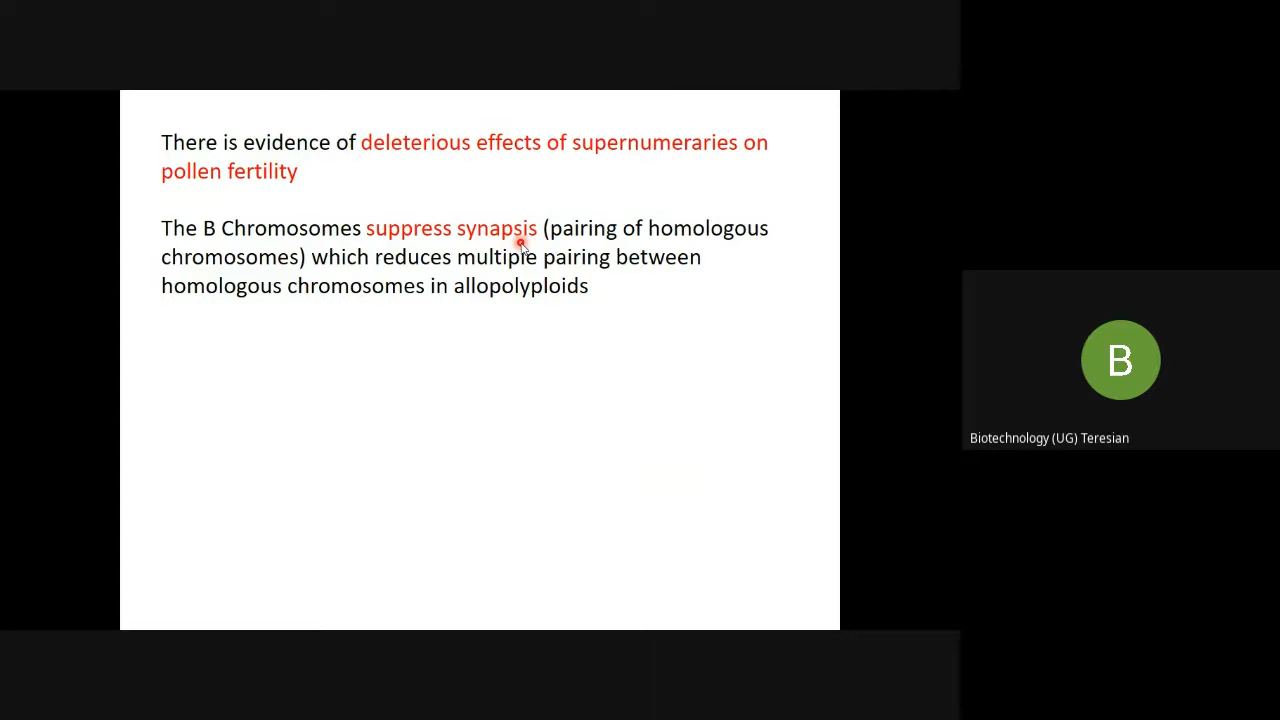 There is evidence of deleterious effects of supernumeraries on
pollen fertility
The B Chromosomes suppress synapsis (pairing of homologous
chromosomes) which reduces multiple pairing between
homologous chromosomes in allopolyploids
B
Biotechnology (UG) Teresian